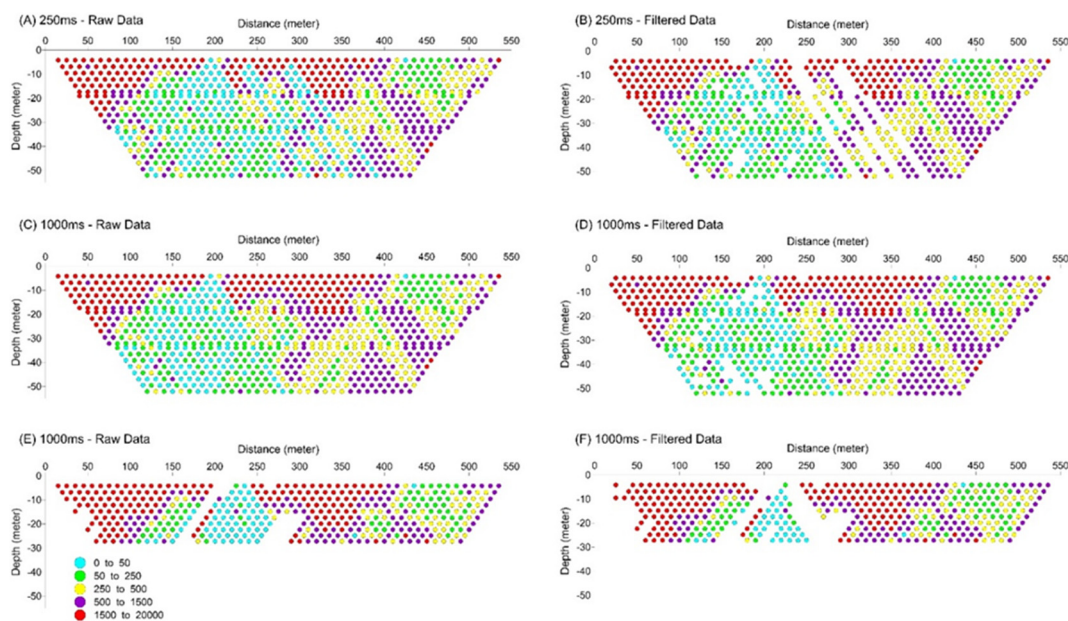 (A) 250ms - Raw Data
Distance (meter)
0 50 100 150 200 250 300 350 400 450 500 550
0
-10
-20
-30
-40
-50
Depth (meter)
(B) 250ms - Filtered Data
Distance (meter)
0 50 100 150 200 250 300 350 400 450 500 550
0
-10
-20
-30
-40
-50
Depth (meter)
(C) 1000ms - Raw Data
Distance (meter)
0 50 100 150 200 250 300 350 400 450 500 550
0
-10
-20
-30
-40
-50
Depth (meter)
(D) 1000ms - Filtered Data
Distance (meter)
0 50 100 150 200 250 300 350 400 450 500 550
0
-10
-20
-30
-40
-50
Depth (meter)
(E) 1000ms - Raw Data
Distance (meter)
0 50 100 150 200 250 300 350 400 450 500 550
0
-10
-20
-30
-40
-50
Depth (meter)
0 to 50
50 to 250
250 to 500
500 to 1500
1500 to 20000
(F) 1000ms - Filtered Data
Distance (meter)
0 50 100 150 200 250 300 350 400 450 500 550
0
-10
-20
-30
-40
-50
Depth (meter)